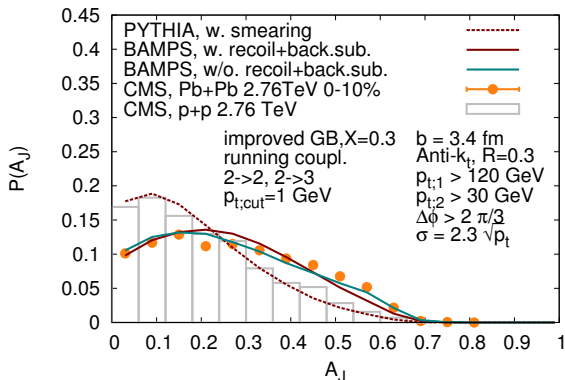 0.45
0.4
0.35
0.3
0.25
0.2
0.15
0.1
0.05
0
P(A_J)
PYTHIA, w. smearing
BAMPS, w. recoil+back.sub.
BAMPS, w/o. recoil+back.sub.
CMS, Pb+Pb 2.76TeV 0-10%
CMS, p+p 2.76 TeV
improved GB,X=0.3
running coupl.
2->2, 2->3
p_t;cut=1 GeV
b = 3.4 fm
Anti-k_t, R=0.3
p_t;1 > 120 GeV
p_t;2 > 30 GeV
Δϕ > 2 π/3
σ = 2.3 √p_t
0 0.1 0.2 0.3 0.4 0.5 0.6 0.7 0.8 0.9 1
A_J